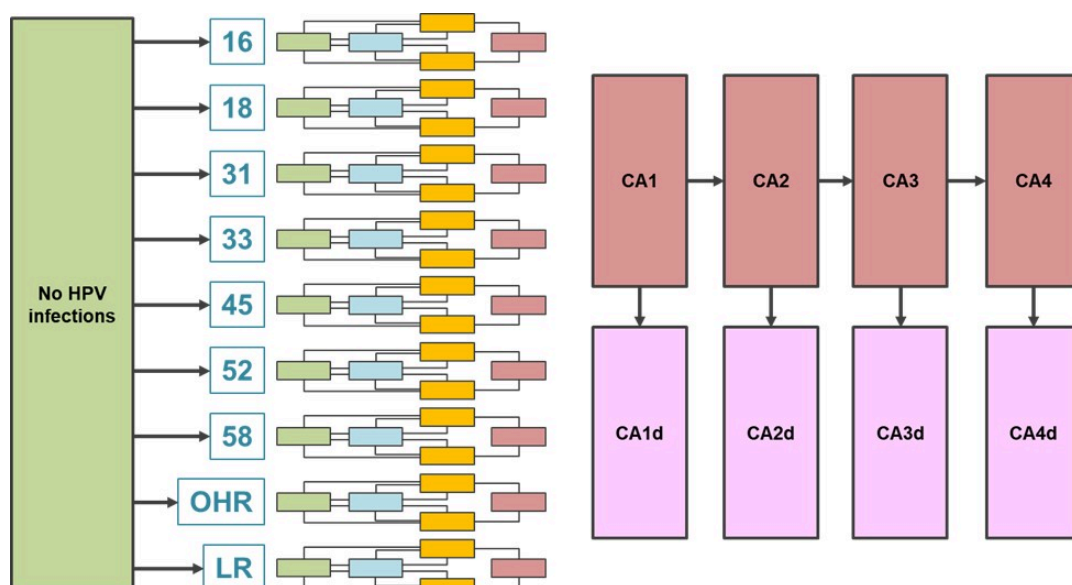 No HPV
infections
16
18
31
33
45
52
58
OHR
LR
CA1
CA2
CA3
CA4
CA1d
CA2d
CA3d
CA4d